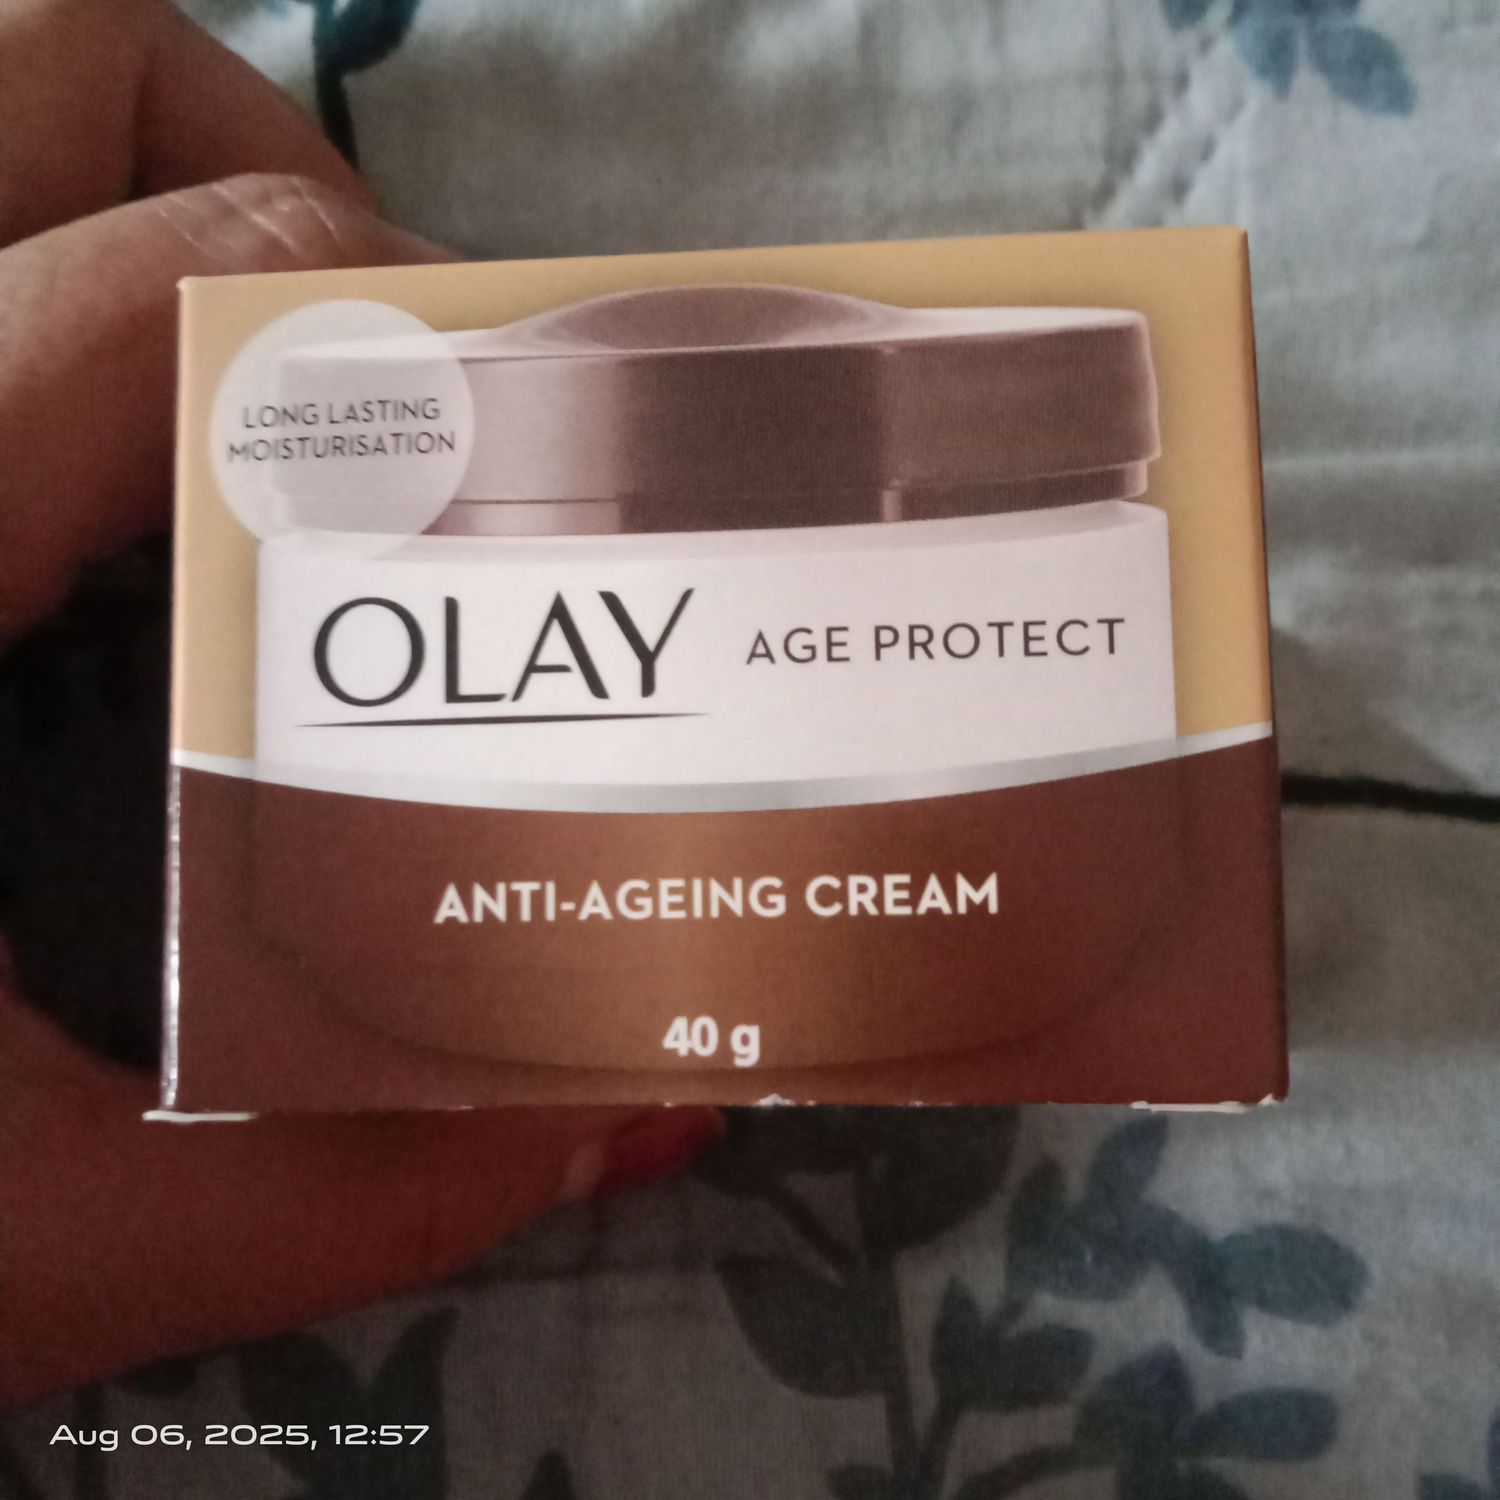 LONG LASTING
MOISTURISATION
OLAY AGE PROTECT
ANTI-AGEING CREAM
40 g
Aug 06, 2025, 12:57